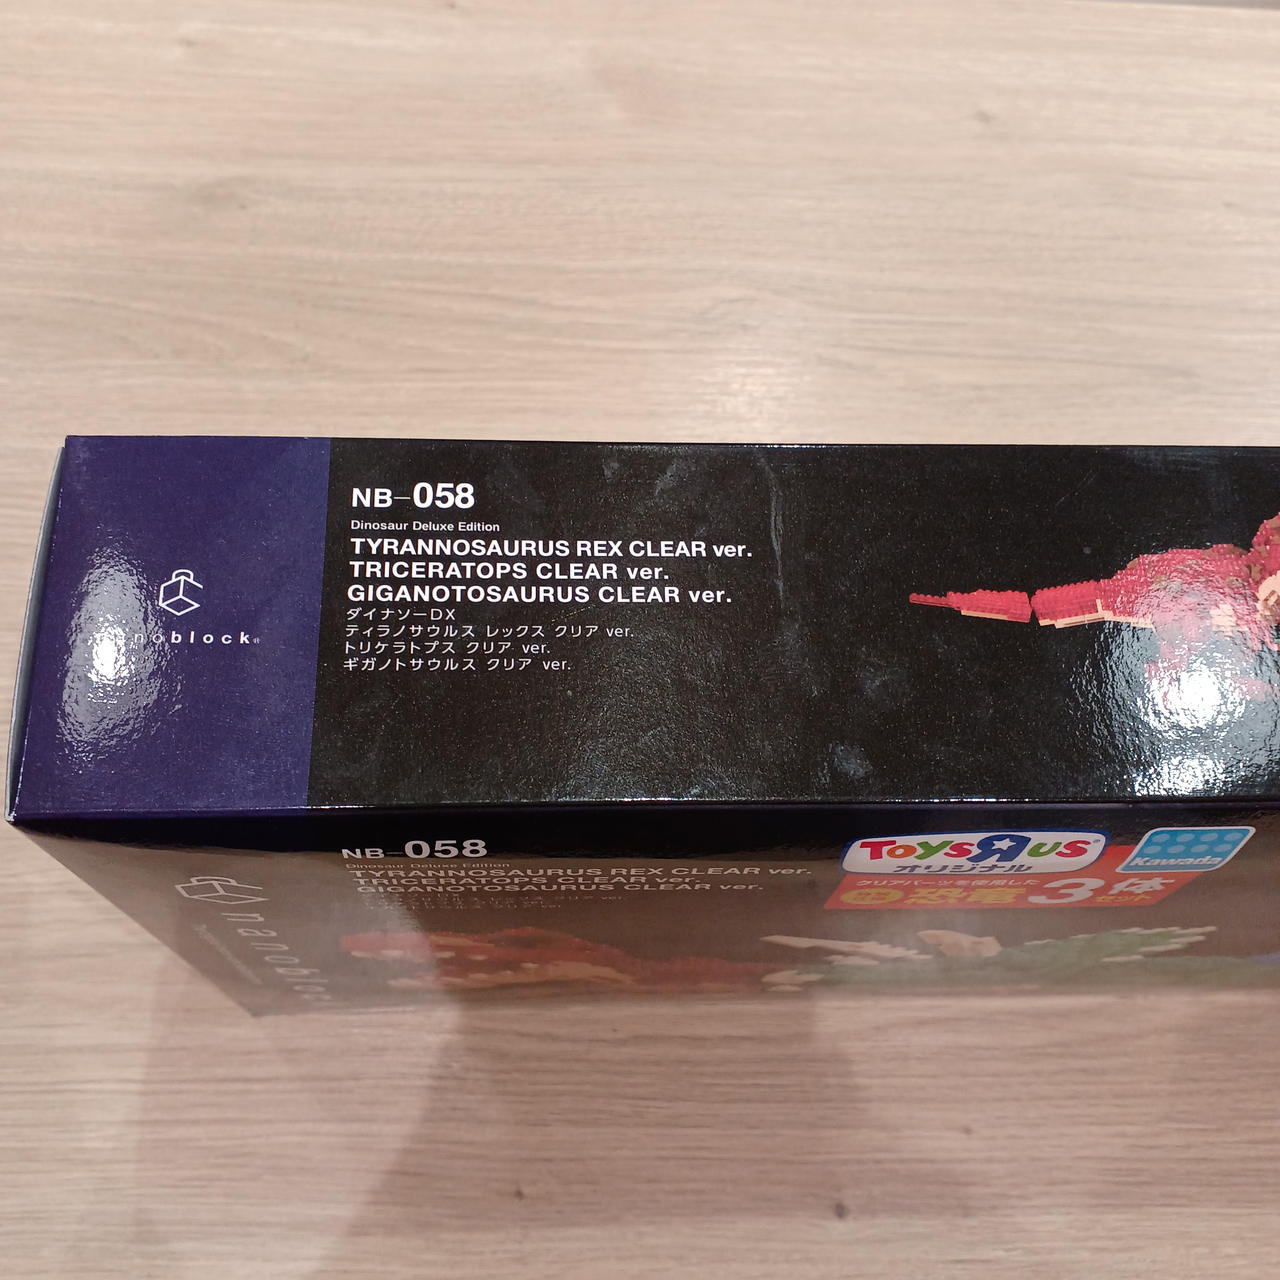 NB-058
Dinosaur Deluxe Edition
TYRANNOSAURUS REX CLEAR ver.
TRICERATOPS CLEAR ver.
GIGANOTOSAURUS CLEAR ver.
ダイナソーDX
ティラノサウルス レックス クリア ver.
トリケラトプス クリア ver.
ギガノトサウルス クリア ver.
nanoblock®
NB-058
Dinosaur Deluxe Edition
TYRANNOSAURUS REX CLEAR ver.
TRICERATOPS CLEAR ver.
GIGANOTOSAURUS CLEAR ver.
nanoblock
ToysЯus®
オリジナル
Kawada
クリアパーツを使用した
恐竜3体
セット